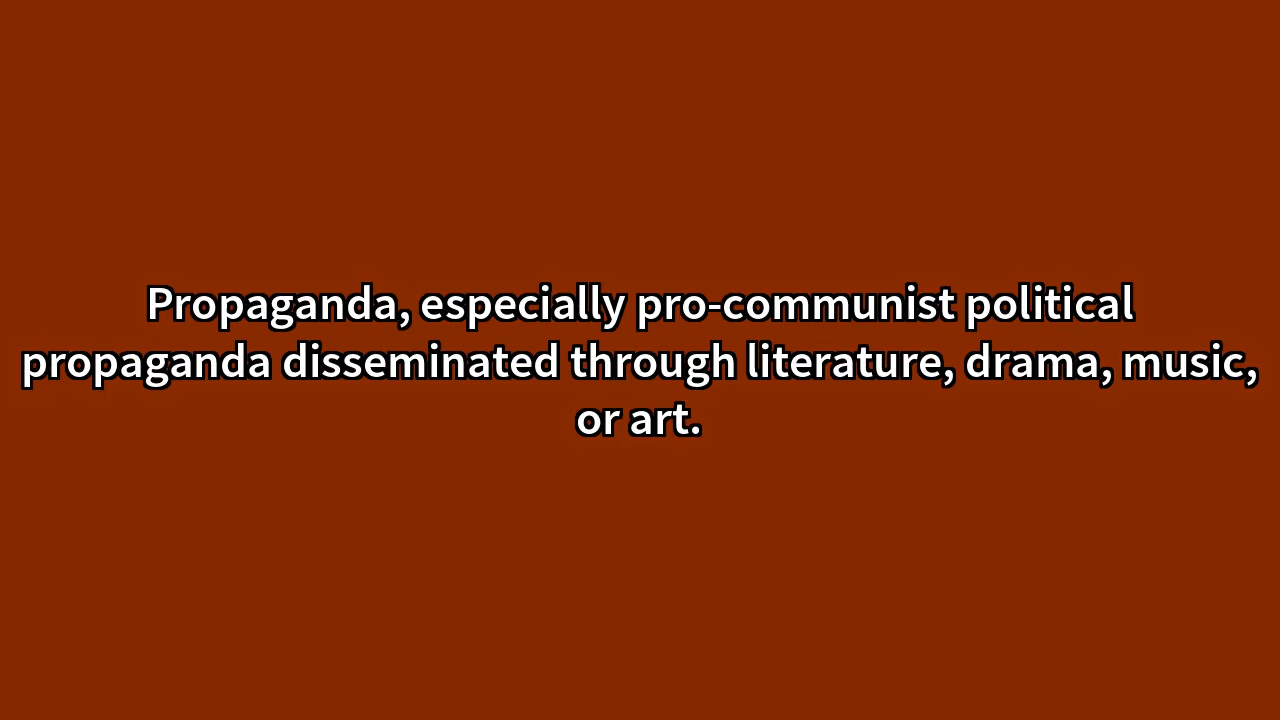 Propaganda, especially pro-communist political
propaganda disseminated through literature, drama, music,
or art.